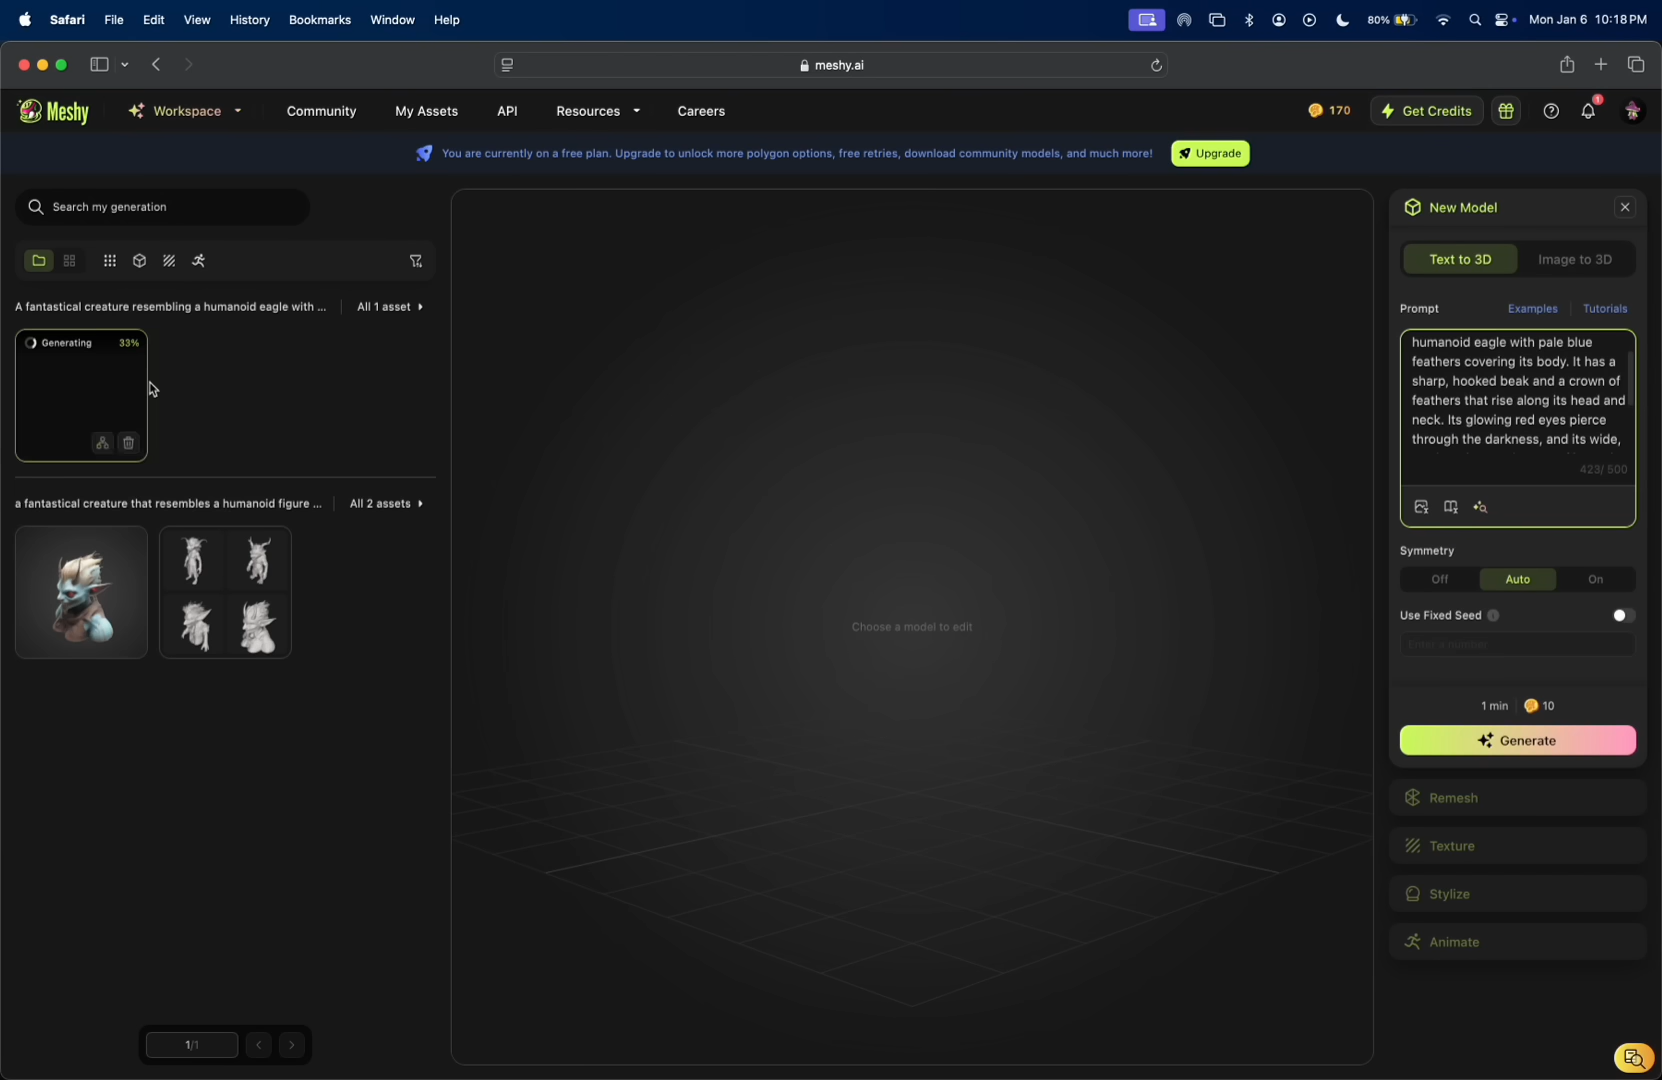 Safari File Edit View History Bookmarks Window Help 80% Mon Jan 6 10:18 PM
meshy.ai
Meshy Workspace Community My Assets API Resources Careers 170 Get Credits 1
You are currently on a free plan. Upgrade to unlock more polygon options, free retries, download community models, and much more! Upgrade
Search my generation
A fantastical creature resembling a humanoid eagle with ... All 1 asset
Generating 33%
a fantastical creature that resembles a humanoid figure ... All 2 assets
1/1
Choose a model to edit
New Model
Text to 3D Image to 3D
Prompt Examples Tutorials
humanoid eagle with pale blue
feathers covering its body. It has a
sharp, hooked beak and a crown of
feathers that rise along its head and
neck. Its glowing red eyes pierce
through the darkness, and its wide,
423/ 500
Symmetry
Off Auto On
Use Fixed Seed
Enter a number
1 min 10
Generate
Remesh
Texture
Stylize
Animate